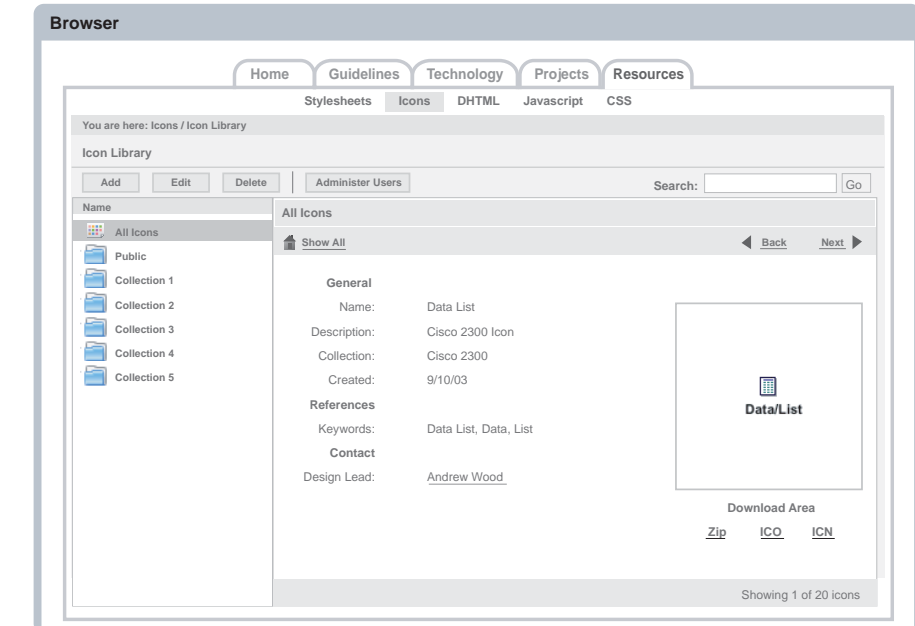 Browser
Home Guidelines Technology Projects Resources
Stylesheets Icons DHTML Javascript CSS
You are here: Icons / Icon Library
Icon Library
Add Edit Delete Administer Users Search: Go
Name
All Icons
Public
Collection 1
Collection 2
Collection 3
Collection 4
Collection 5
All Icons
Show All Back Next
General
Name: Data List
Description: Cisco 2300 Icon
Collection: Cisco 2300
Created: 9/10/03
References
Keywords: Data List, Data, List
Contact
Design Lead: Andrew Wood
Data/List
Download Area
Zip ICO ICN
Showing 1 of 20 icons